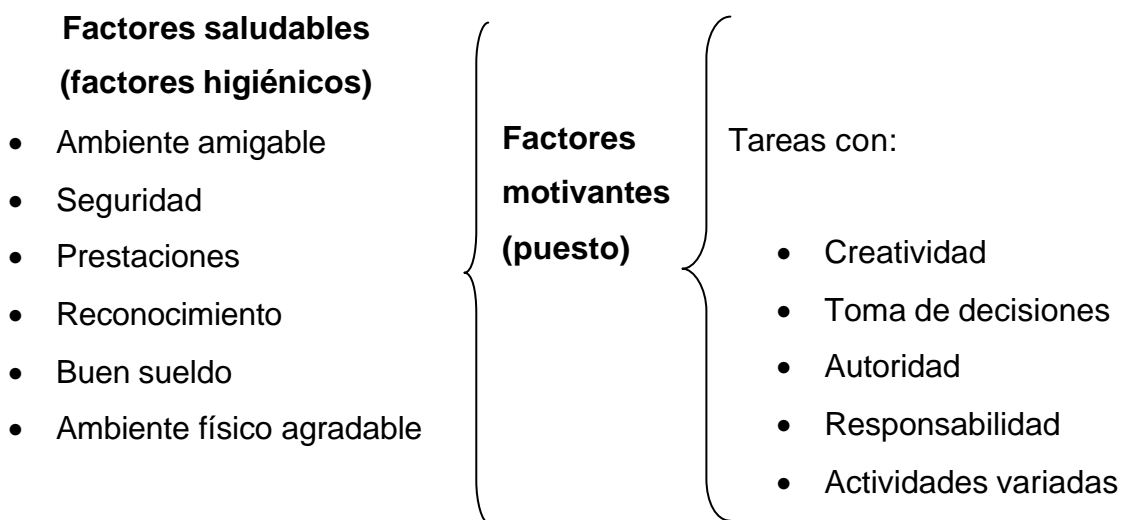 Factores saludables
(factores higiénicos)
• Ambiente amigable
• Seguridad
• Prestaciones
• Reconocimiento
• Buen sueldo
• Ambiente físico agradable
Factores
motivantes
(puesto)
Tareas con:
• Creatividad
• Toma de decisiones
• Autoridad
• Responsabilidad
• Actividades variadas